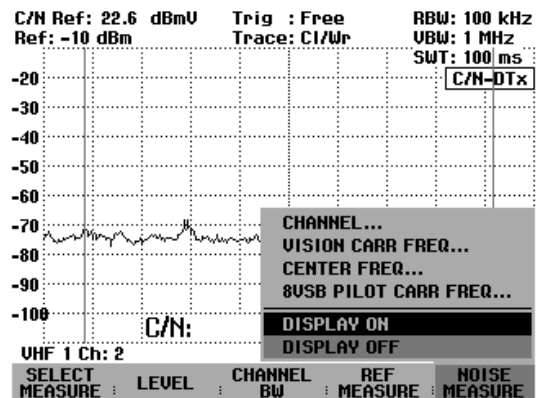 C/N Ref: 22.6 dBmV Trig : Free RBW: 100 kHz
Ref: -10 dBm Trace: Cl/Wr VBW: 1 MHz
SWT: 100 ms
C/N-DTx
-20
-30
-40
-50
-60
-70
-80
-90
-100
CHANNEL...
VISION CARR FREQ...
CENTER FREQ...
8VSB PILOT CARR FREQ...
DISPLAY ON
DISPLAY OFF
C/N:
VHF 1 Ch: 2
SELECT MEASURE LEVEL CHANNEL BW REF MEASURE NOISE MEASURE